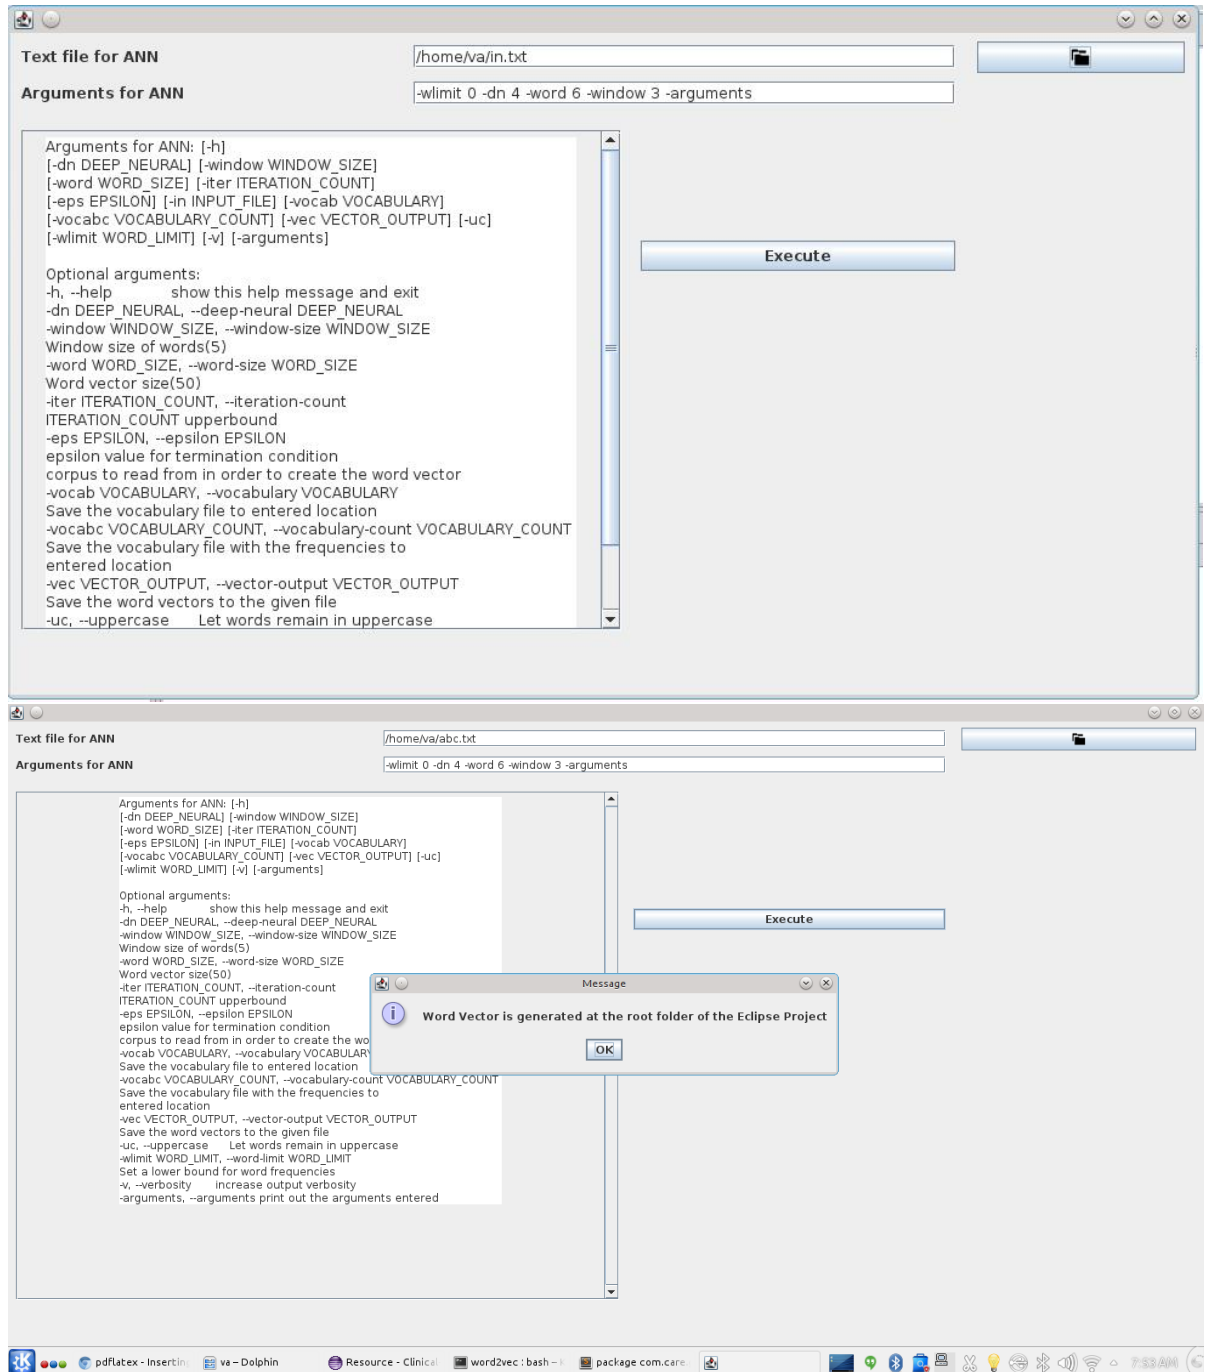 Text file for ANN /home/va/in.txt
Arguments for ANN -wlimit 0 -dn 4 -word 6 -window 3 -arguments
Arguments for ANN: [-h]
[-dn DEEP_NEURAL] [-window WINDOW_SIZE]
[-word WORD_SIZE] [-iter ITERATION_COUNT]
[-eps EPSILON] [-in INPUT_FILE] [-vocab VOCABULARY]
[-vocabc VOCABULARY_COUNT] [-vec VECTOR_OUTPUT] [-uc]
[-wlimit WORD_LIMIT] [-v] [-arguments]
Execute
Optional arguments:
-h, --help show this help message and exit
-dn DEEP_NEURAL, --deep-neural DEEP_NEURAL
-window WINDOW_SIZE, --window-size WINDOW_SIZE
Window size of words(5)
-word WORD_SIZE, --word-size WORD_SIZE
Word vector size(50)
-iter ITERATION_COUNT, --iteration-count
ITERATION_COUNT upperbound
-eps EPSILON, --epsilon EPSILON
epsilon value for termination condition
corpus to read from in order to create the word vector
-vocab VOCABULARY, --vocabulary VOCABULARY
Save the vocabulary file to entered location
-vocabc VOCABULARY_COUNT, --vocabulary-count VOCABULARY_COUNT
Save the vocabulary file with the frequencies to
entered location
-vec VECTOR_OUTPUT, --vector-output VECTOR_OUTPUT
Save the word vectors to the given file
-uc, --uppercase Let words remain in uppercase
Text file for ANN /home/va/abc.txt
Arguments for ANN -wlimit 0 -dn 4 -word 6 -window 3 -arguments
Arguments for ANN: [-h]
[-dn DEEP_NEURAL] [-window WINDOW_SIZE]
[-word WORD_SIZE] [-iter ITERATION_COUNT]
[-eps EPSILON] [-in INPUT_FILE] [-vocab VOCABULARY]
[-vocabc VOCABULARY_COUNT] [-vec VECTOR_OUTPUT] [-uc]
[-wlimit WORD_LIMIT] [-v] [-arguments]
Optional arguments:
-h, --help show this help message and exit
-dn DEEP_NEURAL, --deep-neural DEEP_NEURAL
Execute
-window WINDOW_SIZE, --window-size WINDOW_SIZE
Window size of words(5)
-word WORD_SIZE, --word-size WORD_SIZE
Word vector size(50)
-iter ITERATION_COUNT, --iteration-count
ITERATION_COUNT upperbound
-eps EPSILON, --epsilon EPSILON
epsilon value for termination condition
corpus to read from in order to create the wo
-vocab VOCABULARY, --vocabulary VOCABULAR
Save the vocabulary file to entered location
-vocabc VOCABULARY_COUNT, --vocabulary-count VOCABULARY_COUNT
Save the vocabulary file with the frequencies to
entered location
-vec VECTOR_OUTPUT, --vector-output VECTOR_OUTPUT
Save the word vectors to the given file
-uc, --uppercase Let words remain in uppercase
-wlimit WORD_LIMIT, --word-limit WORD_LIMIT
Set a lower bound for word frequencies
-v, --verbosity increase output verbosity
-arguments, --arguments print out the arguments entered
Message
Word Vector is generated at the root folder of the Eclipse Project
OK
pdflatex - Insertin va – Dolphin Resource - Clinical word2vec : bash – package com.care 7:53 AM